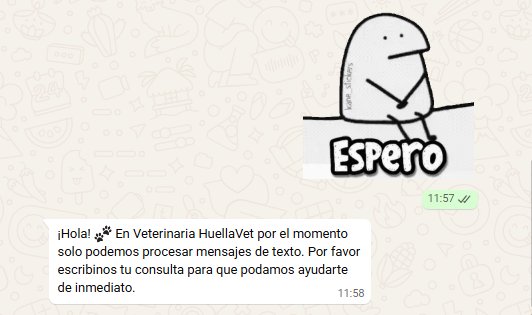 kane_stickers
Espero
11:57
¡Hola! 🐾 En Veterinaria HuellaVet por el momento
solo podemos procesar mensajes de texto. Por favor
escribinos tu consulta para que podamos ayudarte
de inmediato.
11:58